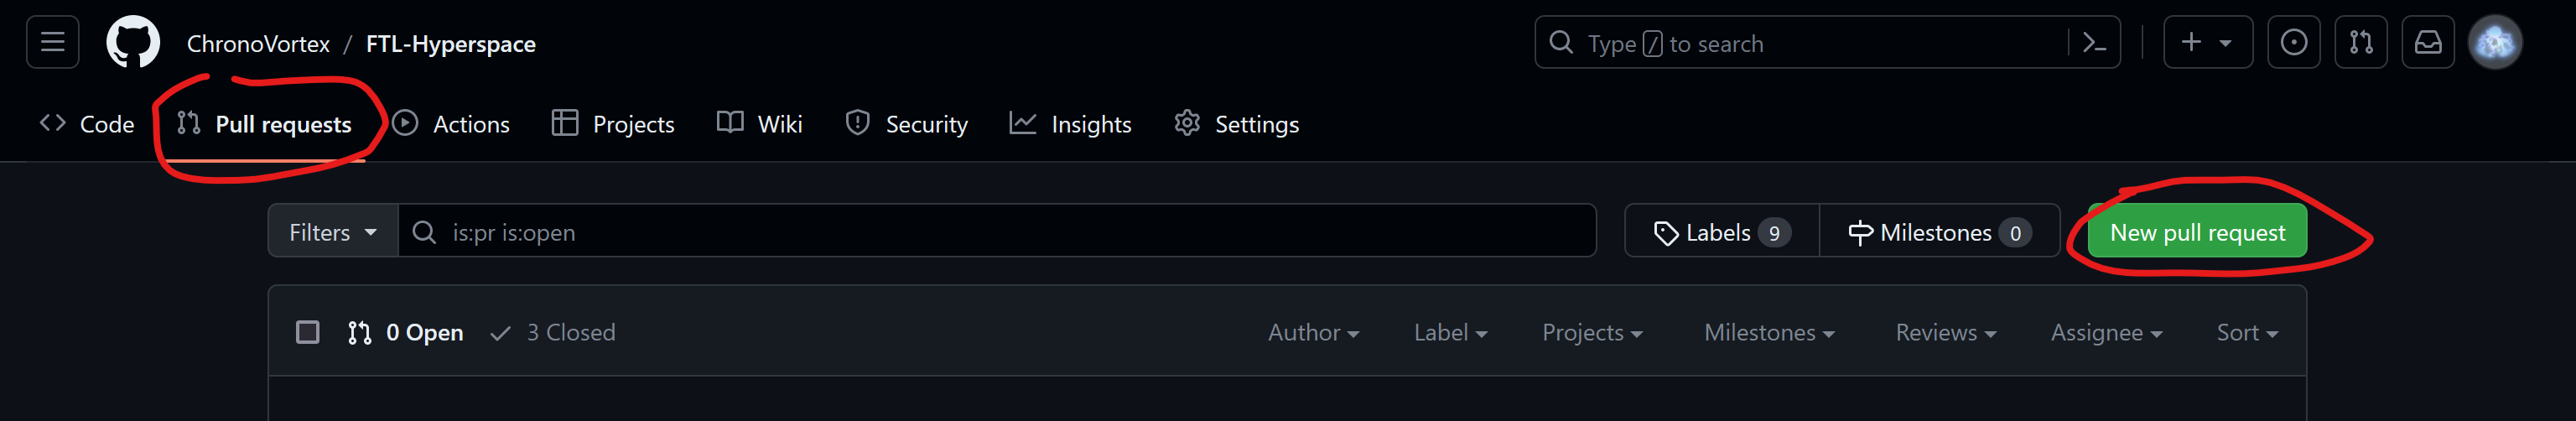 ChronoVortex / FTL-Hyperspace
Type / to search
Code Pull requests Actions Projects Wiki Security Insights Settings
Filters is:pr is:open Labels 9 Milestones 0 New pull request
0 Open 3 Closed Author Label Projects Milestones Reviews Assignee Sort